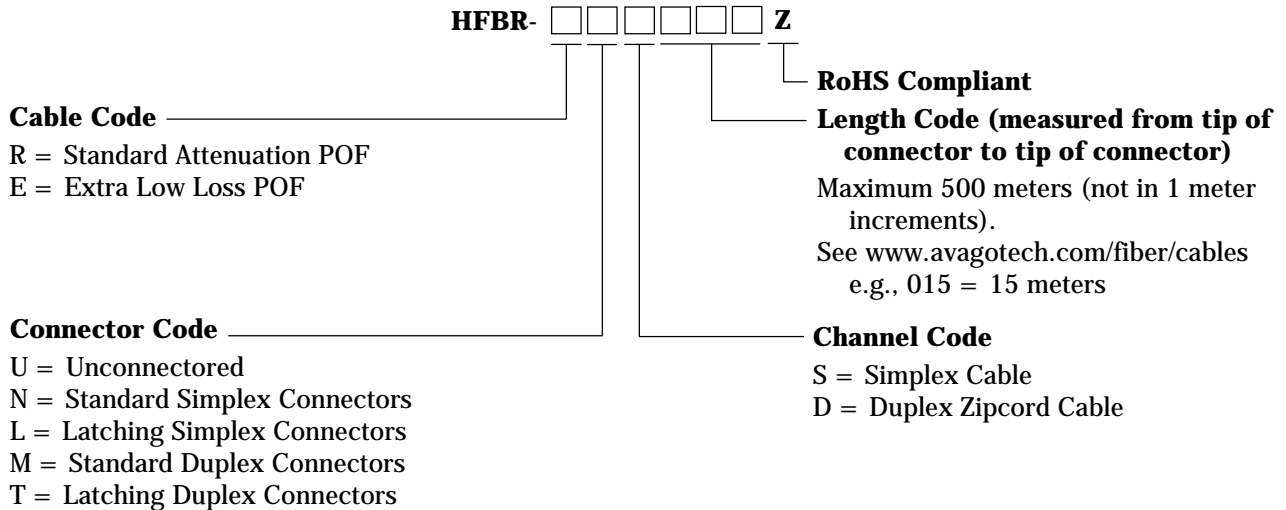 HFBR- □□□□□□ Z
Cable Code
R = Standard Attenuation POF
E = Extra Low Loss POF
Connector Code
U = Unconnectored
N = Standard Simplex Connectors
L = Latching Simplex Connectors
M = Standard Duplex Connectors
T = Latching Duplex Connectors
RoHS Compliant
Length Code (measured from tip of
connector to tip of connector)
Maximum 500 meters (not in 1 meter
increments).
See www.avagotech.com/fiber/cables
e.g., 015 = 15 meters
Channel Code
S = Simplex Cable
D = Duplex Zipcord Cable